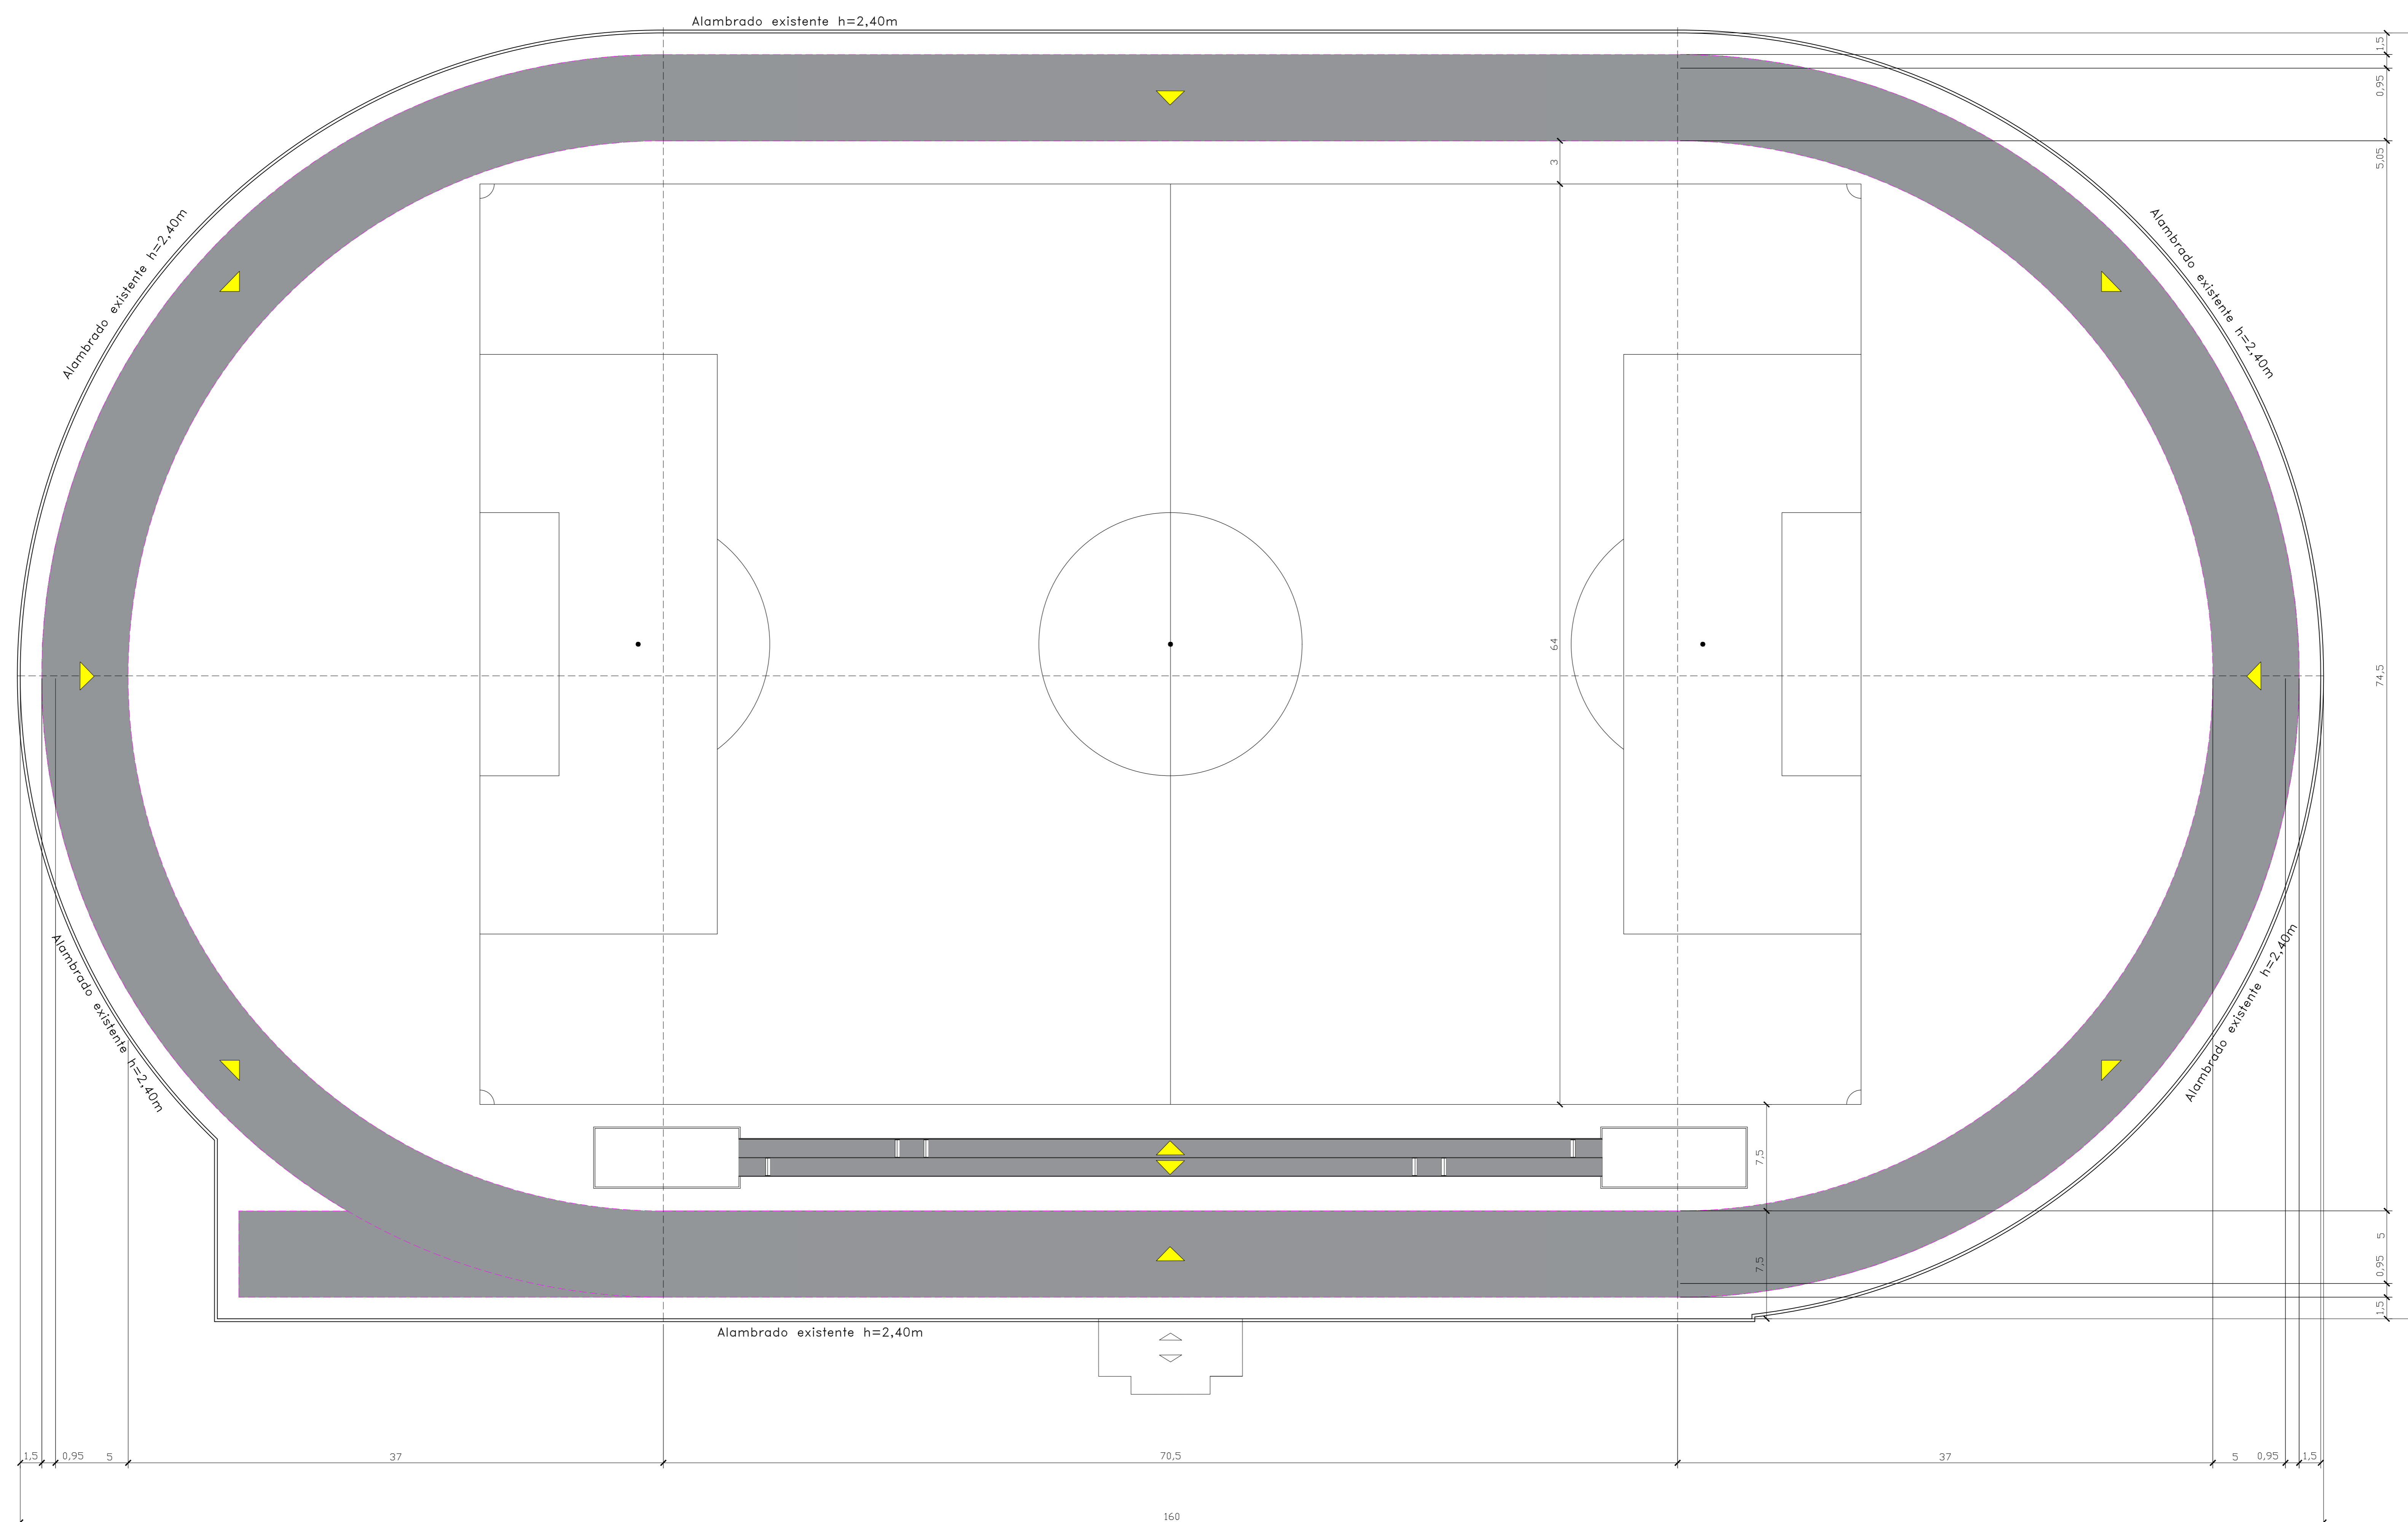 Alambrado existente h=2,40m
1,5
0,95
5,05
3
Alambrado existente h=2,40m
Alambrado existente h=2,40m
64
74,5
Alambrado existente h=2,40m
Alambrado existente h=2,40m
7,5
7,5
5
0,95
1,5
Alambrado existente h=2,40m
1,5 0,95 5 37 70,5 37 5 0,95 1,5
160